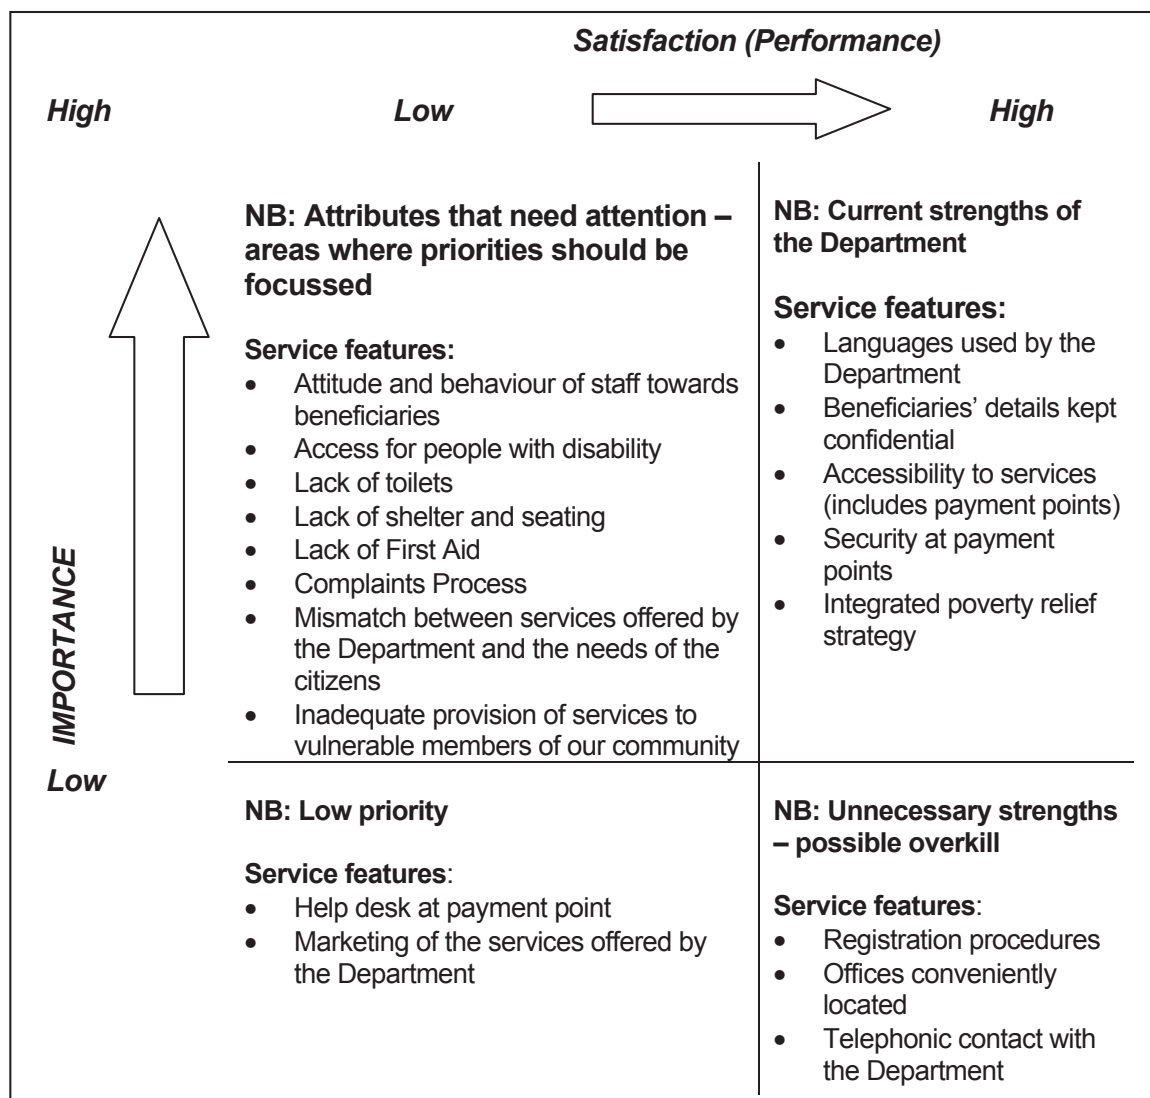 Satisfaction (Performance)
High
Low
High
NB: Attributes that need attention –
areas where priorities should be
focussed
Service features:
• Attitude and behaviour of staff towards
beneficiaries
• Access for people with disability
• Lack of toilets
• Lack of shelter and seating
• Lack of First Aid
• Complaints Process
• Mismatch between services offered by
the Department and the needs of the
citizens
• Inadequate provision of services to
vulnerable members of our community
NB: Current strengths of
the Department
Service features:
• Languages used by the
Department
• Beneficiaries’ details kept
confidential
• Accessibility to services
(includes payment points)
• Security at payment
points
• Integrated poverty relief
strategy
IMPORTANCE
Low
NB: Low priority
Service features:
• Help desk at payment point
• Marketing of the services offered by
the Department
NB: Unnecessary strengths
– possible overkill
Service features:
• Registration procedures
• Offices conveniently
located
• Telephonic contact with
the Department